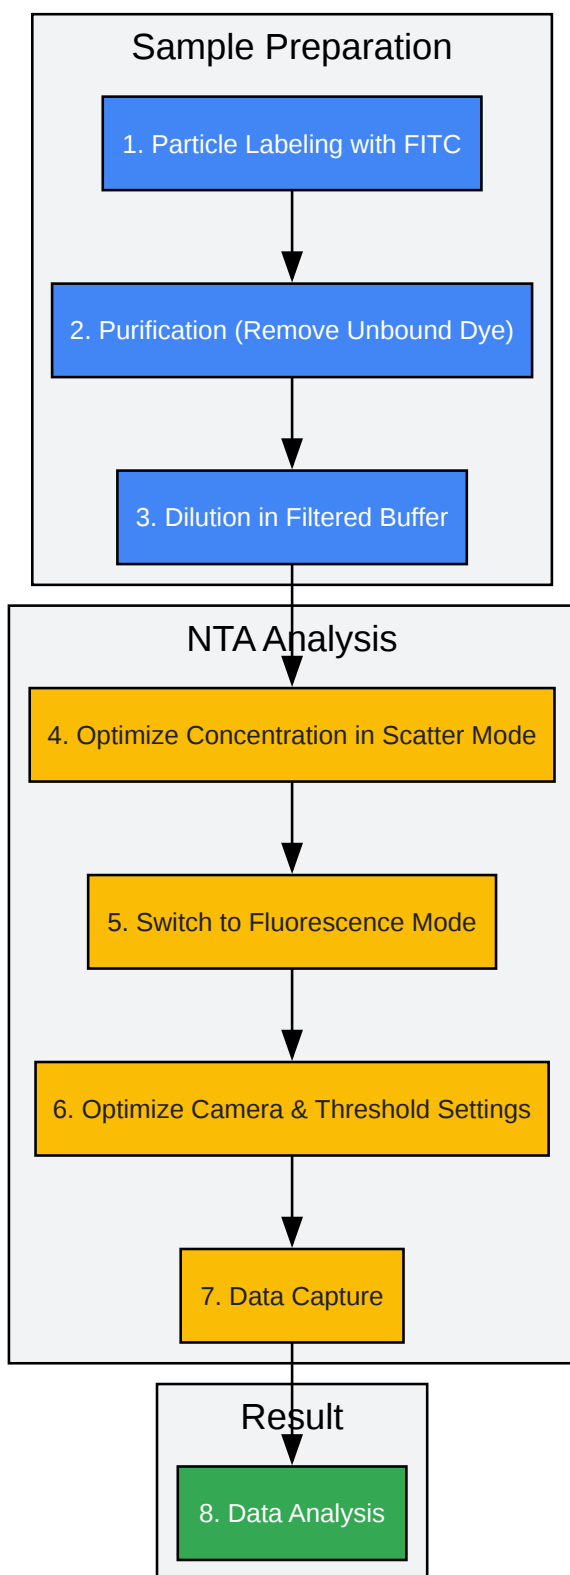 Sample Preparation
1. Particle Labeling with FITC
2. Purification (Remove Unbound Dye)
3. Dilution in Filtered Buffer
NTA Analysis
4. Optimize Concentration in Scatter Mode
5. Switch to Fluorescence Mode
6. Optimize Camera & Threshold Settings
7. Data Capture
Result
8. Data Analysis